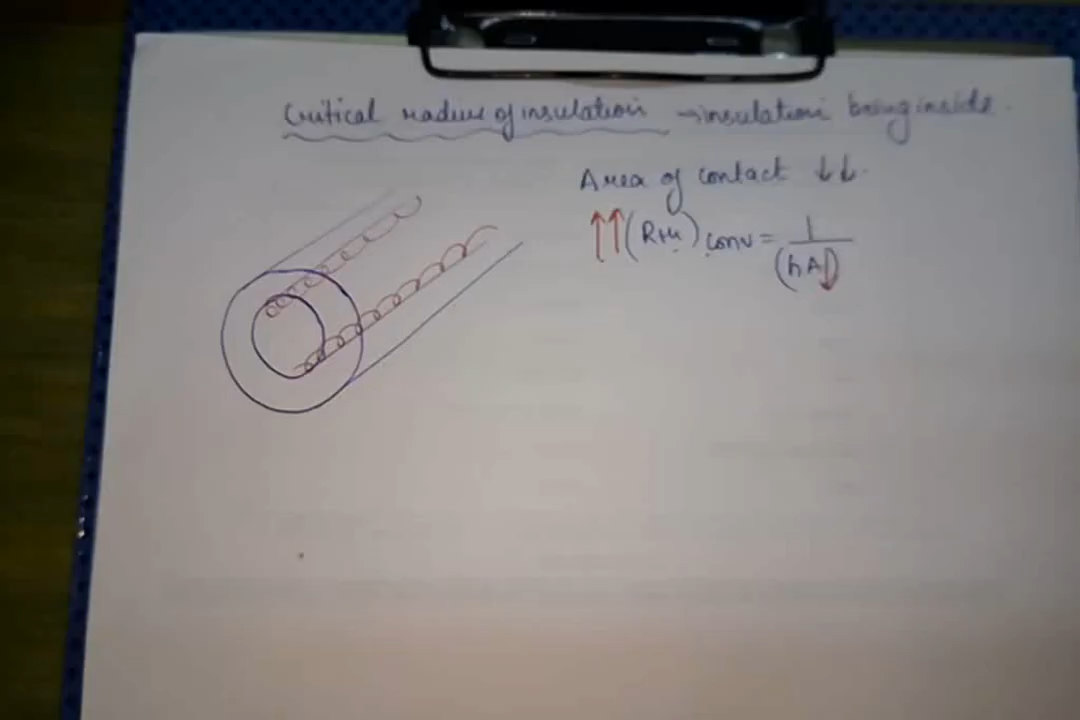 Critical radius of insulation → insulation being inside.
Area of contact ↓↓.
↑↑ (Rth)conv = 1/(hA↓)